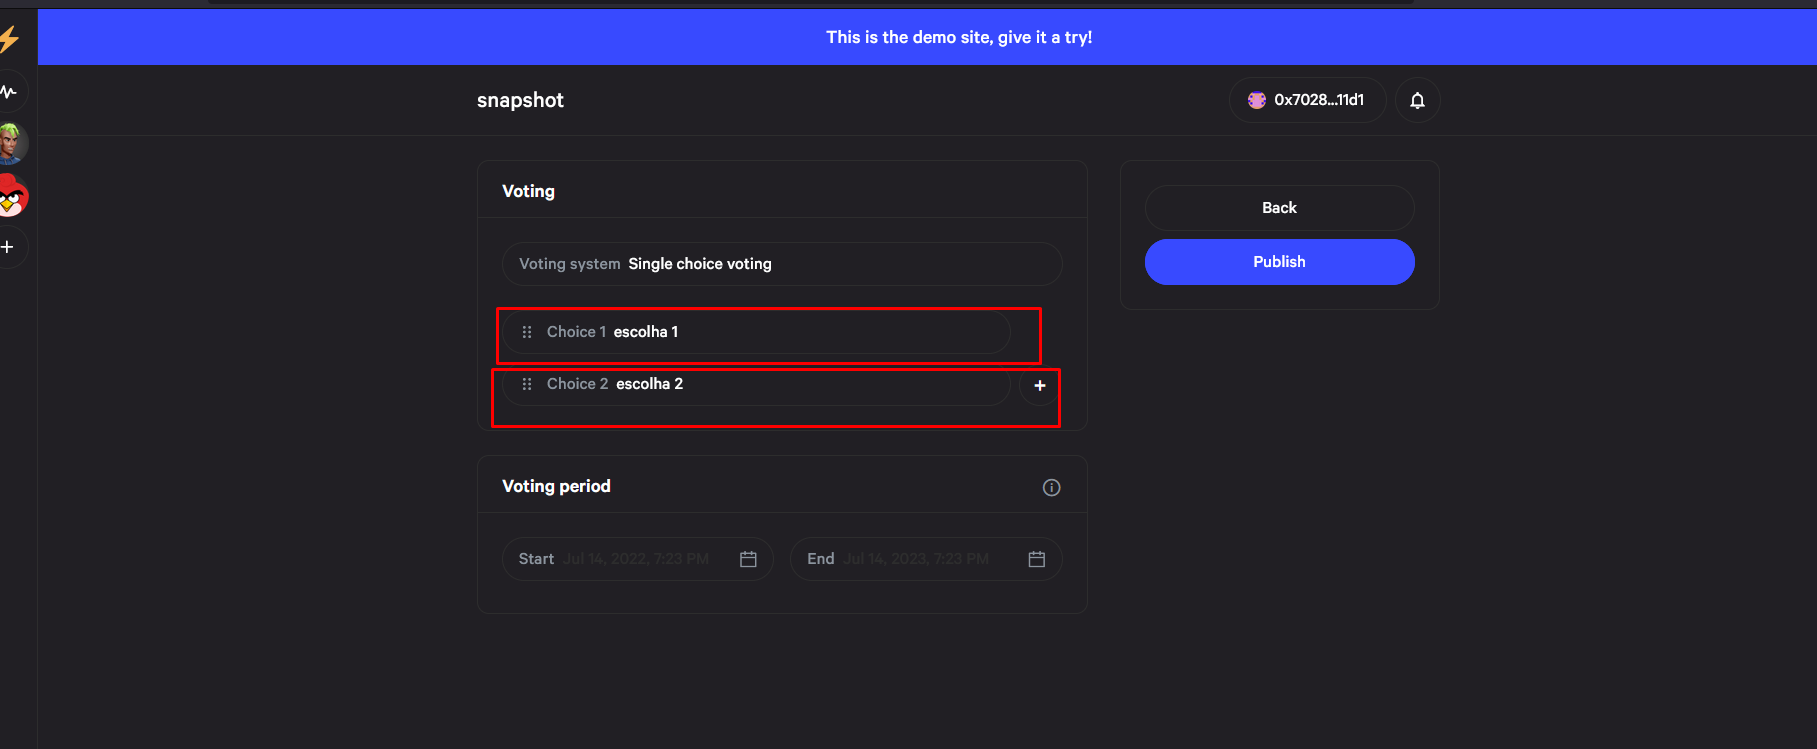 This is the demo site, give it a try!
snapshot
0x7028...11d1
Voting
Back
Voting system Single choice voting
Publish
Choice 1 escolha 1
Choice 2 escolha 2
+
Voting period
Start Jul 14, 2022, 7:23 PM
End Jul 14, 2023, 7:23 PM